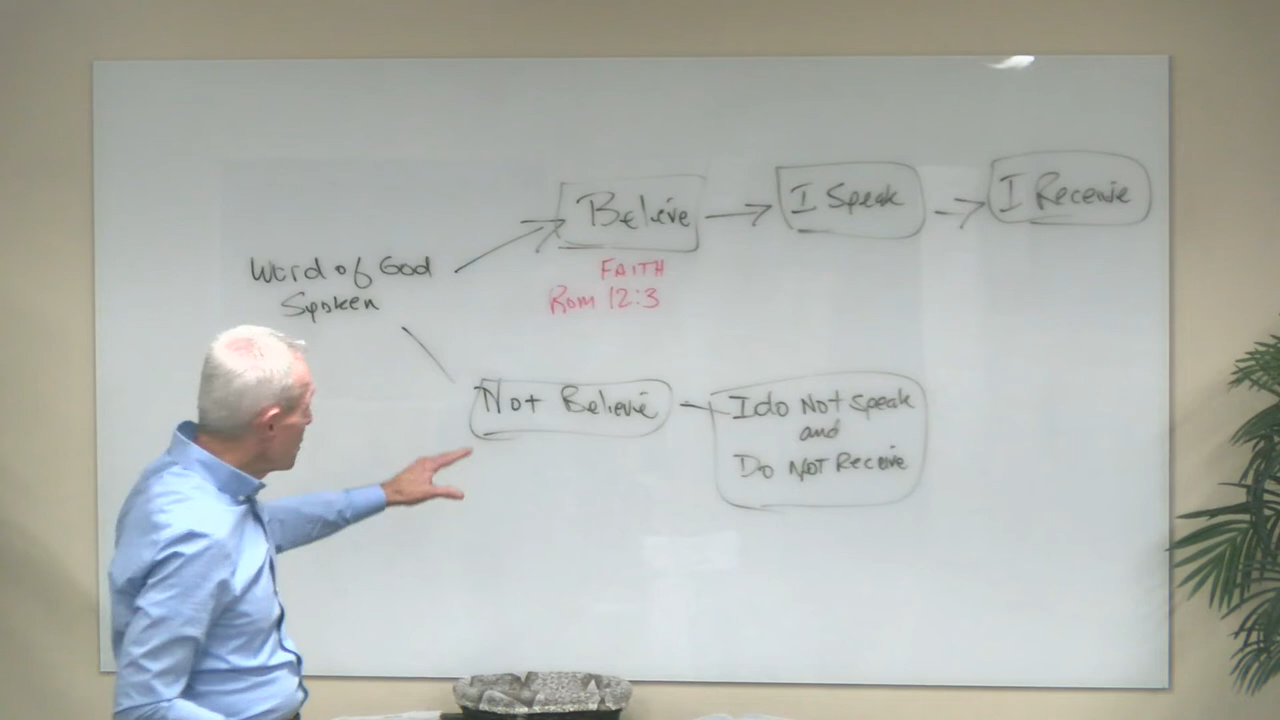 Believe
I Speak
I Receive
Word of God
Spoken
FAITH
Rom 12:3
Not Believe
I do Not Speak
and
Do NOT Receive